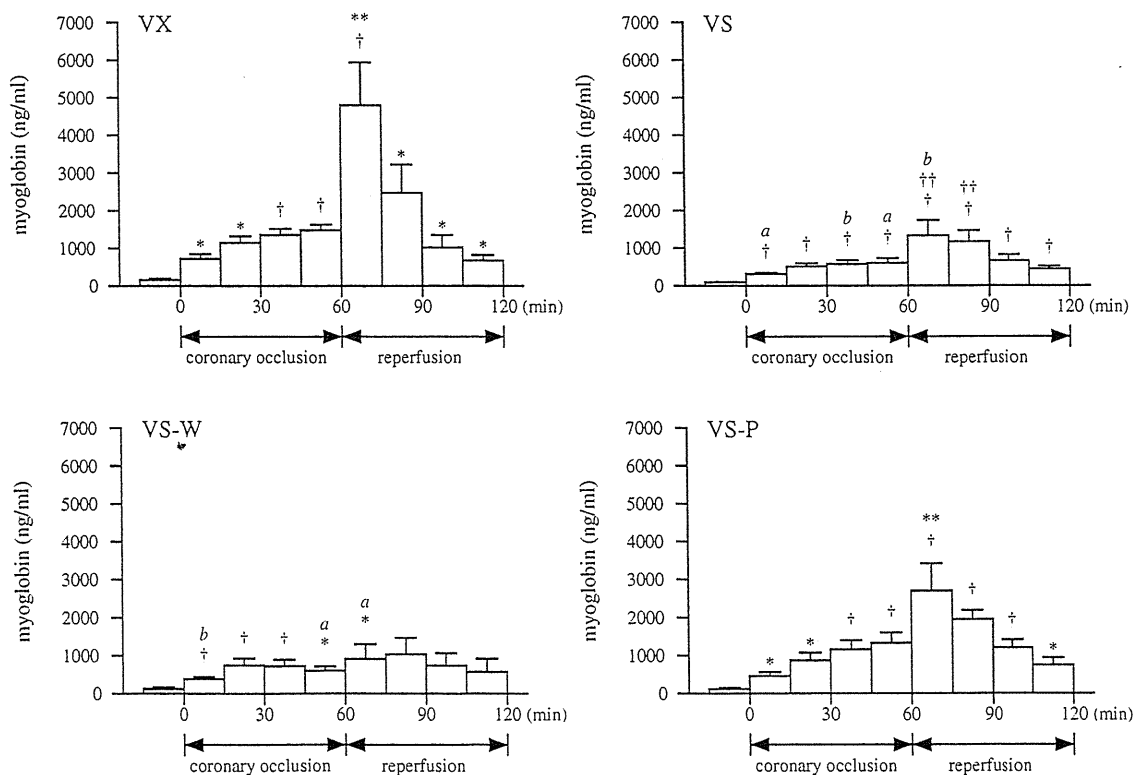 VX
myoglobin (ng/ml)
7000
6000
5000
4000
3000
2000
1000
0
** 
†
*
*
†
†
*
*
*
0 30 60 90 120 (min)
coronary occlusion reperfusion
VS
myoglobin (ng/ml)
7000
6000
5000
4000
3000
2000
1000
0
a
†
†
b
†
a
†
b
††
†
††
†
†
†
0 30 60 90 120 (min)
coronary occlusion reperfusion
VS-W
myoglobin (ng/ml)
7000
6000
5000
4000
3000
2000
1000
0
b
†
†
†
a
*
a
*
0 30 60 90 120 (min)
coronary occlusion reperfusion
VS-P
myoglobin (ng/ml)
7000
6000
5000
4000
3000
2000
1000
0
*
*
†
†
**
†
†
†
*
0 30 60 90 120 (min)
coronary occlusion reperfusion